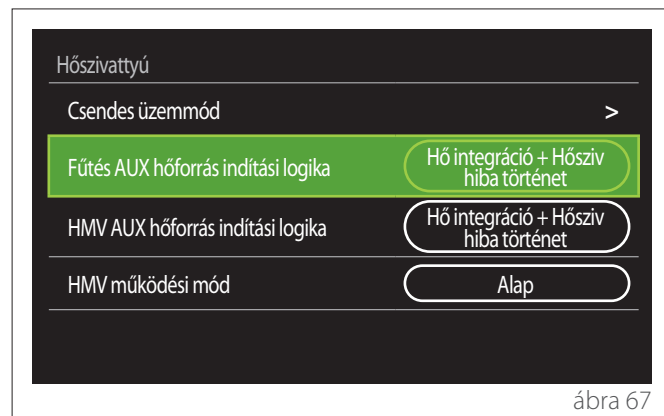 Hőszivattyú
Csendes üzemmód >
Fűtés AUX hőforrás indítási logika
Hő integráció + Hősziv
hiba történet
HMV AUX hőforrás indítási logika
Hő integráció + Hősziv
hiba történet
HMV működési mód
Alap
ábra 67